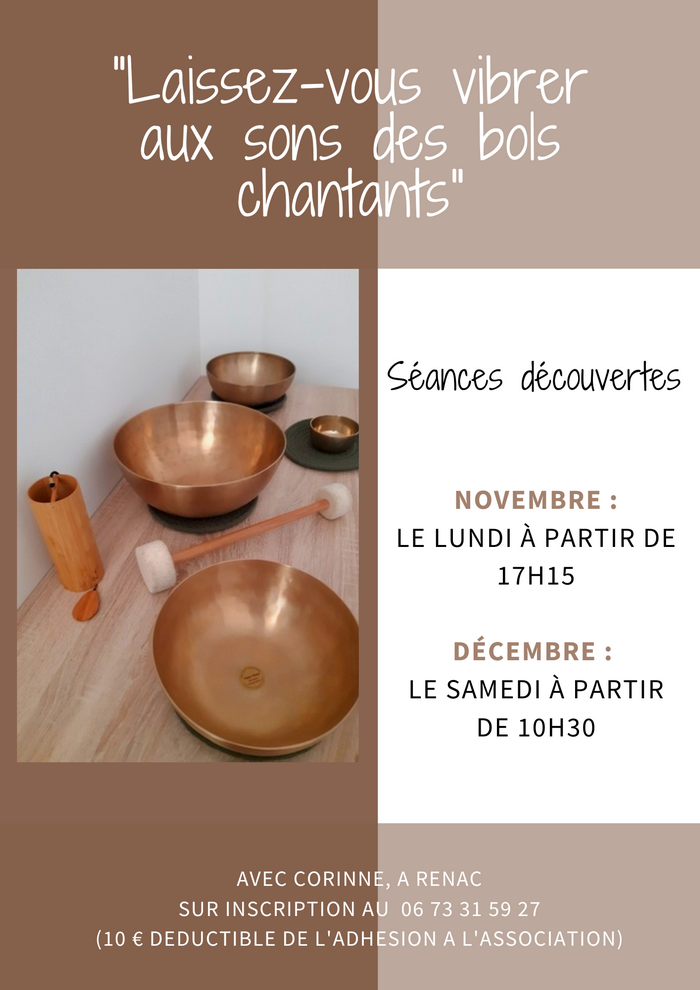 "Laissez-vous vibrer
aux sons des bols
chantants"
Séances découvertes
NOVEMBRE :
LE LUNDI À PARTIR DE
17H15
DÉCEMBRE :
LE SAMEDI À PARTIR
DE 10H30
AVEC CORINNE, A RENAC
SUR INSCRIPTION AU 06 73 31 59 27
(10 € DEDUCTIBLE DE L'ADHESION A L'ASSOCIATION)